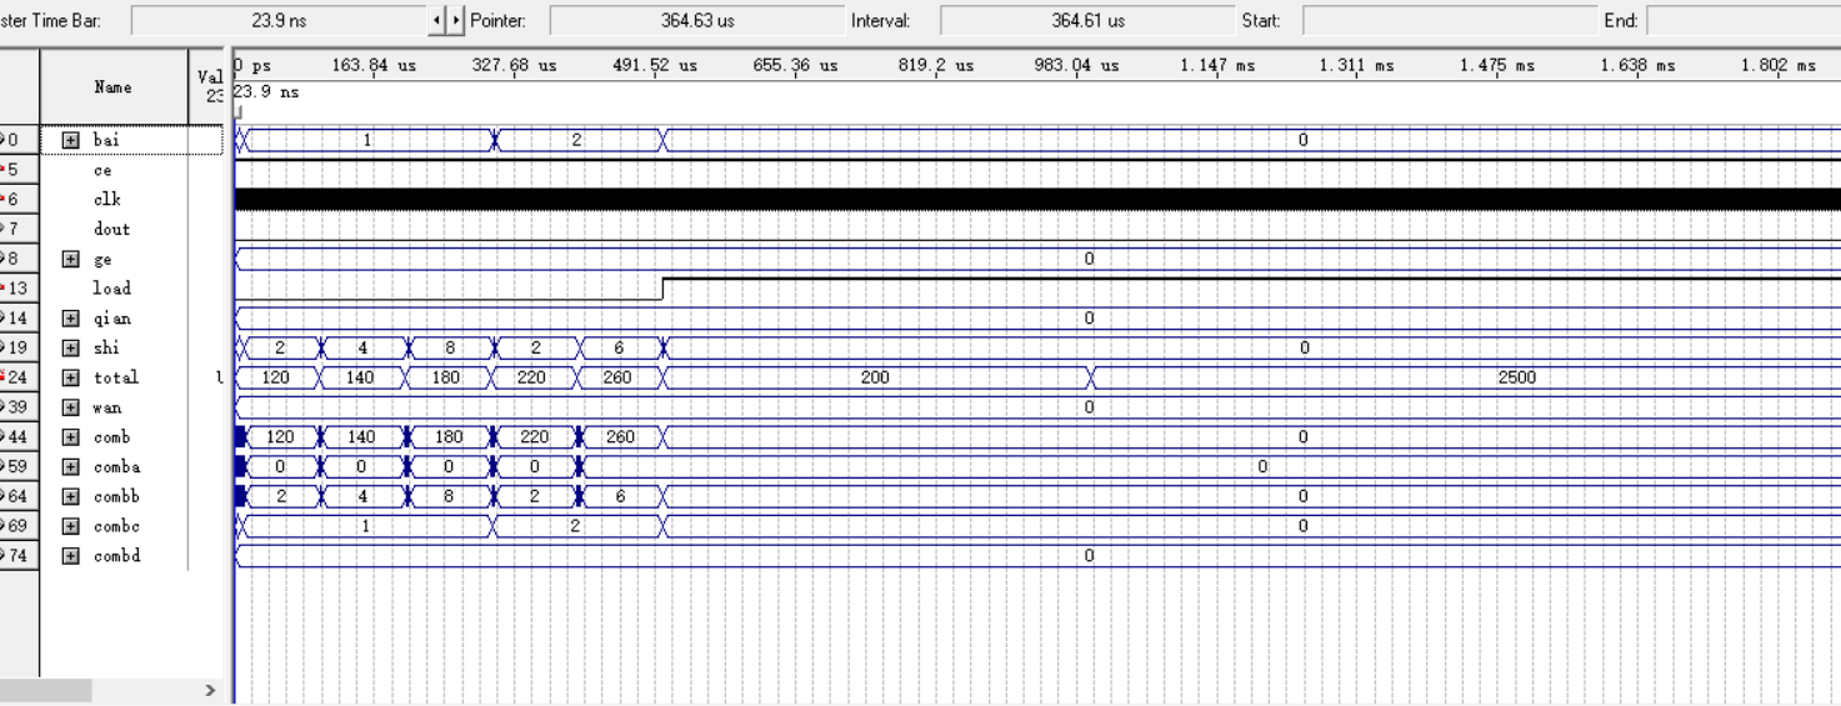 ster Time Bar: 23.9 ns Pointer: 364.63 us Interval: 364.61 us Start: End:
Name Val 0 ps 163.84 us 327.68 us 491.52 us 655.36 us 819.2 us 983.04 us 1.147 ms 1.311 ms 1.475 ms 1.638 ms 1.802 ms
23.9 ns
0 bai 1 2 0
5 ce
6 clk
7 dout
8 ge 0
13 load
14 qian 0
19 shi 2 4 8 2 6 0
24 total 120 140 180 220 260 200 2500
39 wan 0
44 comb 120 140 180 220 260 0
59 comba 0 0 0 0 0
64 combb 2 4 8 2 6 0
69 combc 1 2 0
74 combd 0